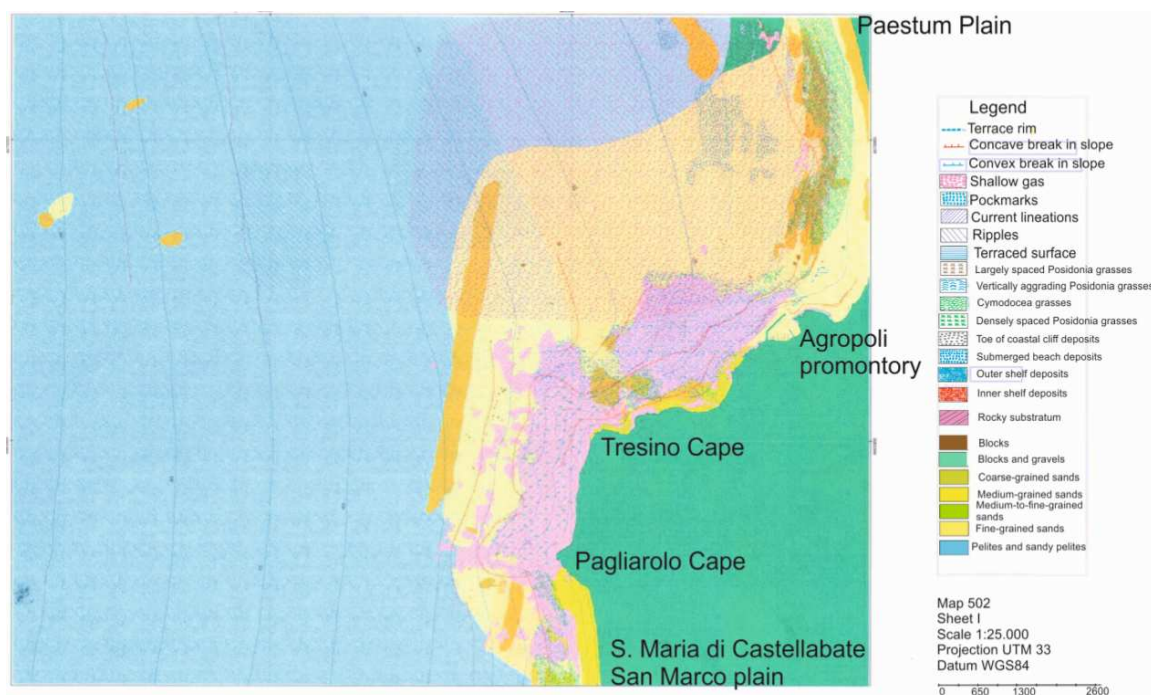 Paestum Plain
Agropoli
promontory
Tresino Cape
Pagliarolo Cape
S. Maria di Castellabate
San Marco plain
Legend
Terrace rim
Concave break in slope
Convex break in slope
Shallow gas
Pockmarks
Current lineations
Ripples
Terraced surface
Largely spaced Posidonia grasses
Vertically aggrading Posidonia grasses
Cymodocea grasses
Densely spaced Posidonia grasses
Toe of coastal cliff deposits
Submerged beach deposits
Outer shelf deposits
Inner shelf deposits
Rocky substratum
Blocks
Blocks and gravels
Coarse-grained sands
Medium-grained sands
Medium-to-fine-grained
sands
Fine-grained sands
Pelites and sandy pelites
Map 502
Sheet I
Scale 1:25.000
Projection UTM 33
Datum WGS84
0 650 1300 2600